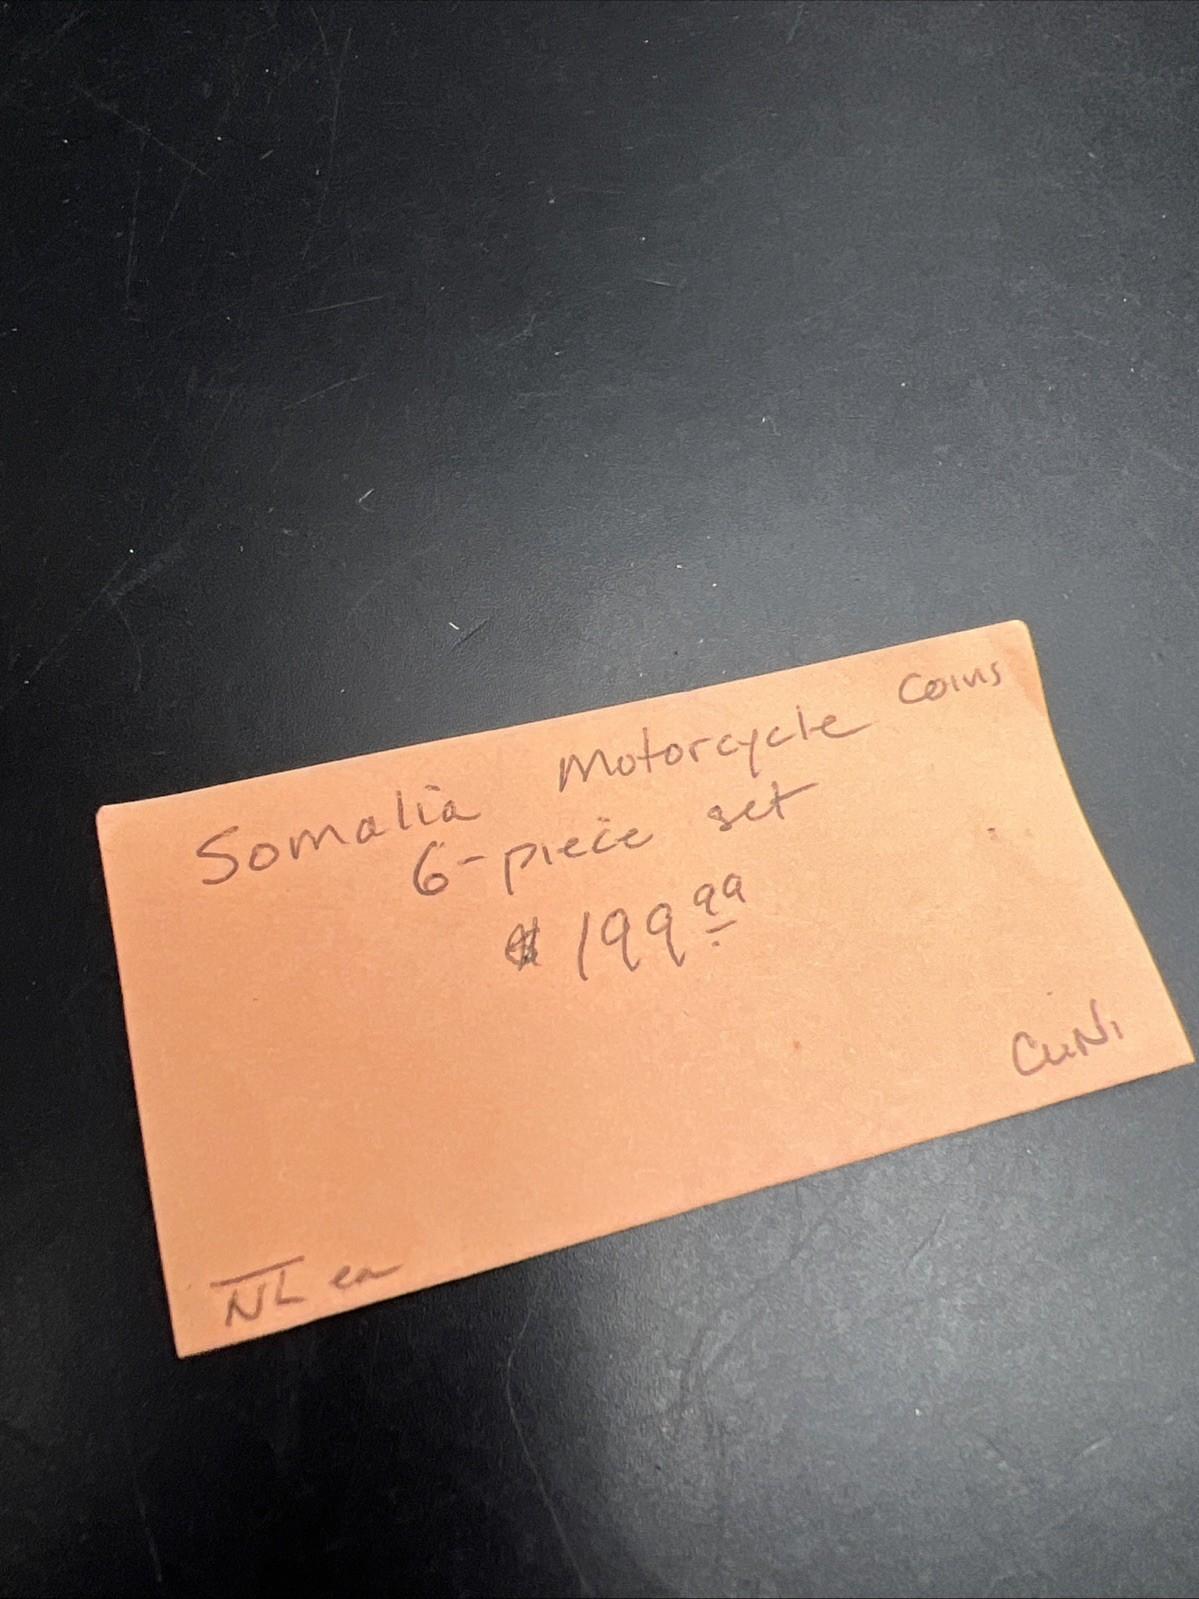 Somalia Motorcycle Coins
6-piece set
$199.99
CuNi
NL ea